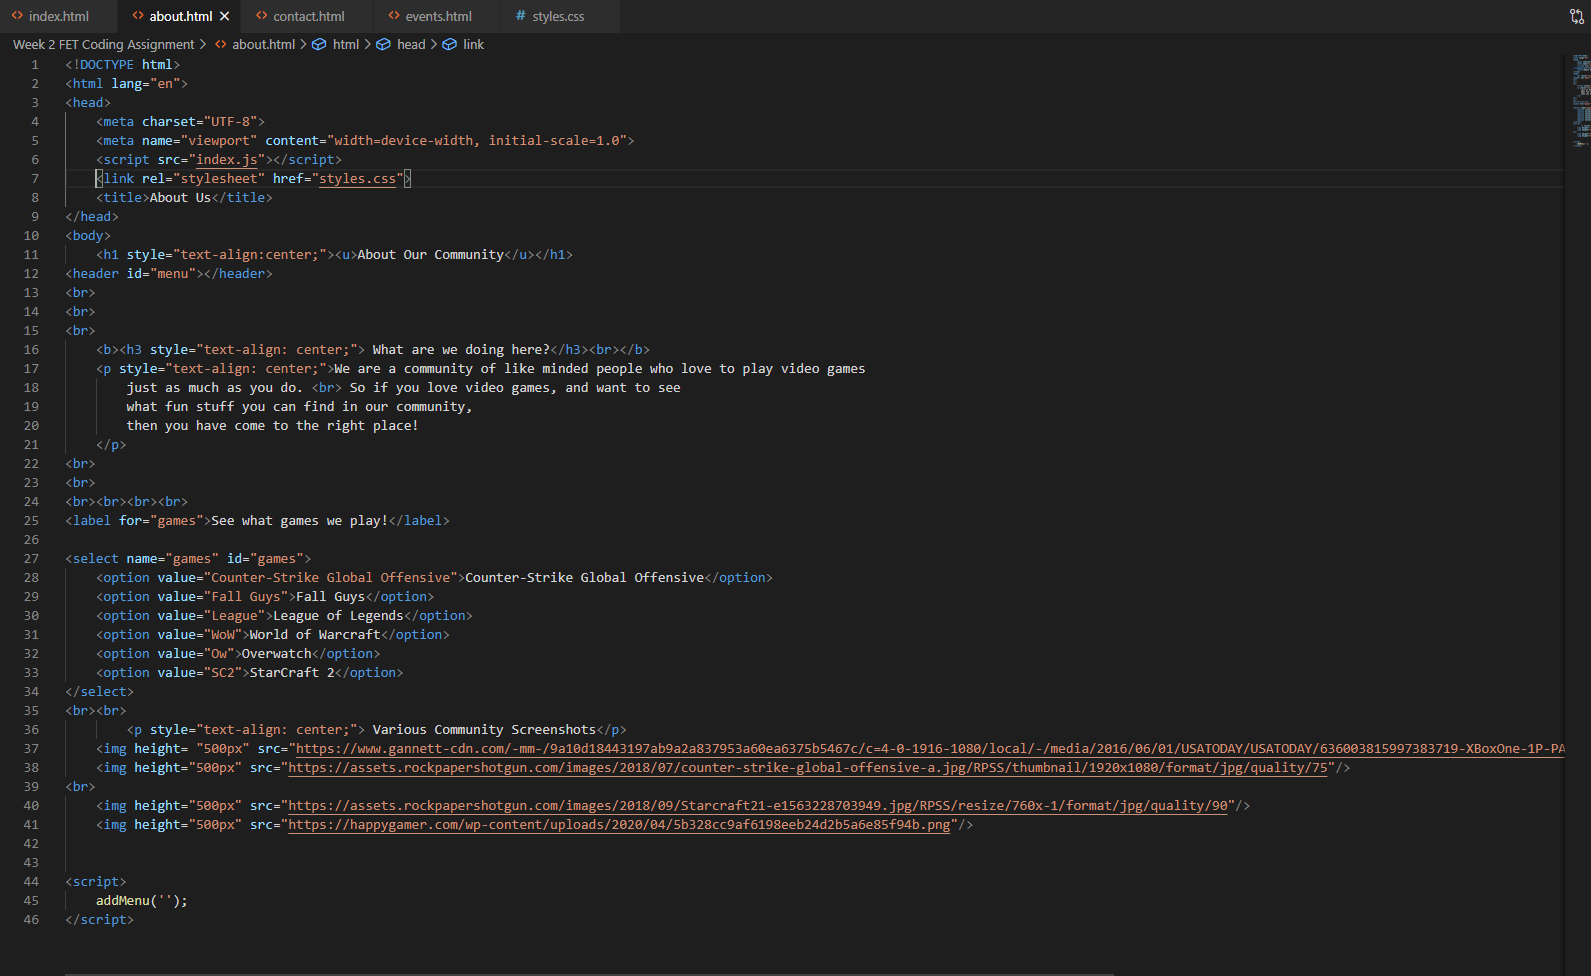 index.html about.html contact.html events.html # styles.css
Week 2 FET Coding Assignment > about.html > html > head > link
1 <!DOCTYPE html>
2 <html lang="en">
3 <head>
4 <meta charset="UTF-8">
5 <meta name="viewport" content="width=device-width, initial-scale=1.0">
6 <script src="index.js"></script>
7 <link rel="stylesheet" href="styles.css">
8 <title>About Us</title>
9 </head>
10 <body>
11 <h1 style="text-align:center;"><u>About Our Community</u></h1>
12 <header id="menu"></header>
13 <br>
14 <br>
15 <br>
16 <b><h3 style="text-align: center;"> What are we doing here?</h3><br></b>
17 <p style="text-align: center;">We are a community of like minded people who love to play video games
18 just as much as you do. <br> So if you love video games, and want to see
19 what fun stuff you can find in our community,
20 then you have come to the right place!
21 </p>
22 <br>
23 <br>
24 <br><br><br><br>
25 <label for="games">See what games we play!</label>
26
27 <select name="games" id="games">
28 <option value="Counter-Strike Global Offensive">Counter-Strike Global Offensive</option>
29 <option value="Fall Guys">Fall Guys</option>
30 <option value="League">League of Legends</option>
31 <option value="WoW">World of Warcraft</option>
32 <option value="Ow">Overwatch</option>
33 <option value="SC2">StarCraft 2</option>
34 </select>
35 <br><br>
36 <p style="text-align: center;"> Various Community Screenshots</p>
37 <img height= "500px" src="https://www.gannett-cdn.com/-mm-/9a10d18443197ab9a2a837953a60ea6375b5467c/c=4-0-1916-1080/local/-/media/2016/06/01/USATODAY/USATODAY/636003815997383719-XBoxOne-1P-PA
38 <img height="500px" src="https://assets.rockpapershotgun.com/images/2018/07/counter-strike-global-offensive-a.jpg/RPSS/thumbnail/1920x1080/format/jpg/quality/75"/>
39 <br>
40 <img height="500px" src="https://assets.rockpapershotgun.com/images/2018/09/Starcraft21-e1563228703949.jpg/RPSS/resize/760x-1/format/jpg/quality/90"/>
41 <img height="500px" src="https://happygamer.com/wp-content/uploads/2020/04/5b328cc9af6198eeb24d2b5a6e85f94b.png"/>
42
43
44 <script>
45 addMenu('');
46 </script>